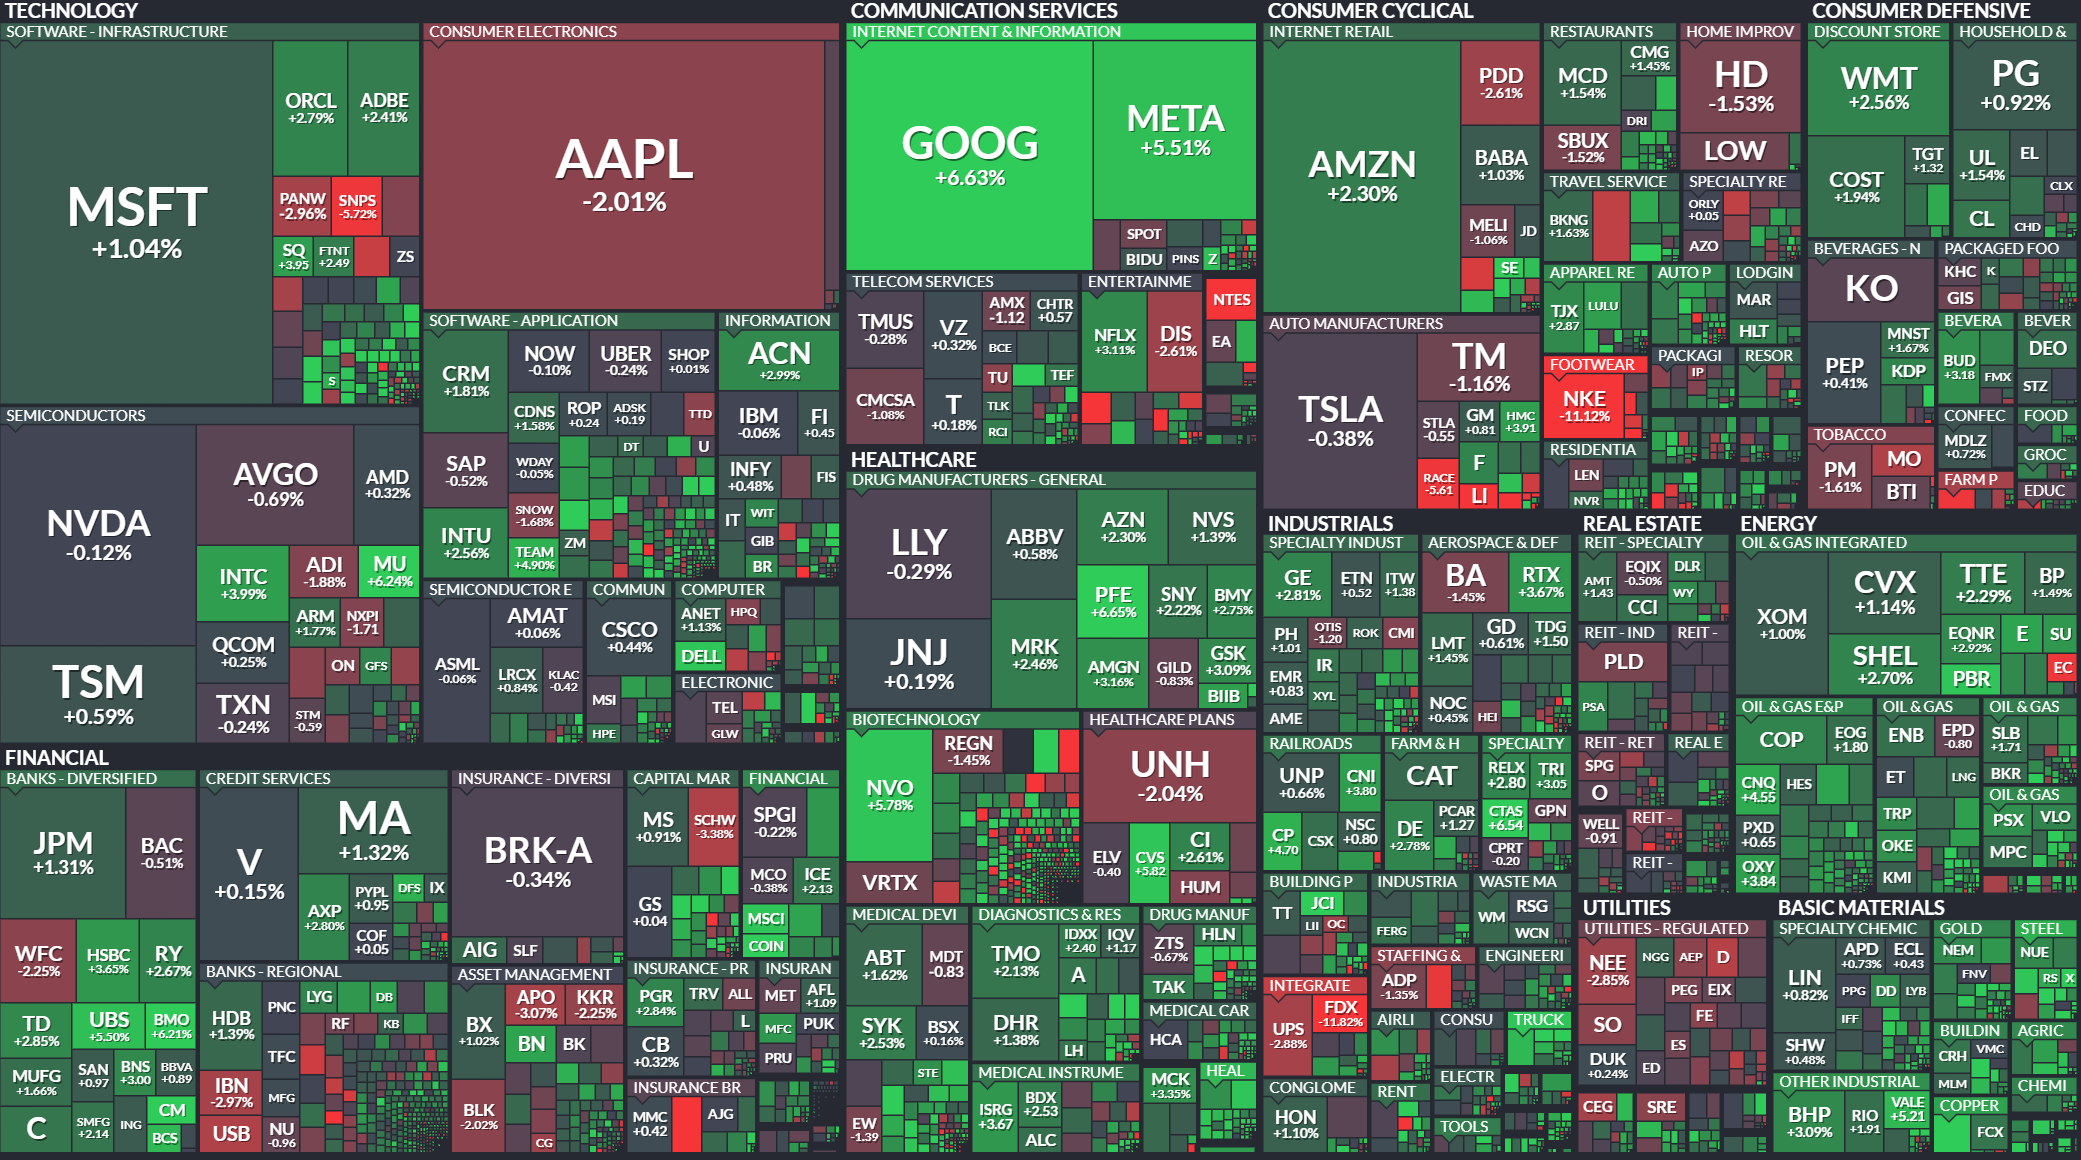 TECHNOLOGY
SOFTWARE - INFRASTRUCTURE
MSFT
+1.04%
ORCL
+2.79%
ADBE
+2.41%
PANW
-2.96%
SNPS
-5.72%
SQ
+3.95
FTNT
+2.49
ZS
S
CONSUMER ELECTRONICS
AAPL
-2.01%
SOFTWARE - APPLICATION
CRM
+1.81%
NOW
-0.10%
UBER
-0.24%
SHOP
+0.01%
CDNS
+1.58%
ROP
+0.24
ADSK
+0.19
TTD
SAP
-0.52%
WDAY
-0.05%
DT
U
SNOW
-1.68%
INTU
+2.56%
TEAM
+4.90%
ZM
INFORMATION
ACN
+2.99%
IBM
-0.06%
FI
+0.45
INFY
+0.48%
FIS
IT
WIT
GIB
BR
SEMICONDUCTORS
NVDA
-0.12%
AVGO
-0.69%
AMD
+0.32%
TSM
+0.59%
INTC
+3.99%
ADI
-1.88%
MU
+6.24%
QCOM
+0.25%
ARM
+1.77%
NXPI
-1.71
TXN
-0.24%
ON
GFS
STM
-0.59
SEMICONDUCTOR E
ASML
-0.06%
AMAT
+0.06%
LRCX
+0.84%
KLAC
-0.42
COMMUN
CSCO
+0.44%
MSI
HPE
COMPUTER
ANET
+1.13%
HPQ
DELL
ELECTRONIC
TEL
GLW
COMMUNICATION SERVICES
INTERNET CONTENT & INFORMATION
GOOG
+6.63%
META
+5.51%
SPOT
BIDU
PINS
Z
TELECOM SERVICES
TMUS
-0.28%
VZ
+0.32%
AMX
-1.12
CHTR
+0.57
BCE
CMCSA
-1.08%
T
+0.18%
TU
TEF
TLK
RCI
ENTERTAINME
NFLX
+3.11%
DIS
-2.61%
NTES
EA
CONSUMER CYCLICAL
INTERNET RETAIL
AMZN
+2.30%
PDD
-2.61%
BABA
+1.03%
MELI
-1.06%
JD
SE
RESTAURANTS
MCD
+1.54%
CMG
+1.45%
DRI
SBUX
-1.52%
HOME IMPROV
HD
-1.53%
LOW
TRAVEL SERVICE
BKNG
+1.63%
SPECIALTY RE
ORLY
+0.05
AZO
AUTO MANUFACTURERS
TSLA
-0.38%
TM
-1.16%
STLA
-0.55
GM
+0.81
HMC
+3.91
RACE
-5.61
F
LI
APPAREL RE
TJX
+2.87
LULU
AUTO P
LODGIN
MAR
HLT
FOOTWEAR
NKE
-11.12%
PACKAGI
IP
RESOR
RESIDENTIA
LEN
NVR
CONSUMER DEFENSIVE
DISCOUNT STORE
WMT
+2.56%
COST
+1.94%
TGT
+1.32
HOUSEHOLD &
PG
+0.92%
UL
+1.54%
EL
CLX
CL
CHD
BEVERAGES - N
KO
PEP
+0.41%
MNST
+1.67%
KDP
PACKAGED FOO
KHC
K
GIS
BEVERA
BUD
+3.18
FMX
BEVER
DEO
STZ
CONFEC
MDLZ
+0.72%
FOOD
TOBACCO
PM
-1.61%
MO
BTI
GROC
FARM P
EDUC
HEALTHCARE
DRUG MANUFACTURERS - GENERAL
LLY
-0.29%
ABBV
+0.58%
AZN
+2.30%
NVS
+1.39%
JNJ
+0.19%
MRK
+2.46%
PFE
+6.65%
SNY
+2.22%
BMY
+2.75%
AMGN
+3.16%
GILD
-0.83%
GSK
+3.09%
BIIB
BIOTECHNOLOGY
NVO
+5.78%
REGN
-1.45%
VRTX
HEALTHCARE PLANS
UNH
-2.04%
ELV
-0.40
CVS
+5.82
CI
+2.61%
HUM
MEDICAL DEVI
ABT
+1.62%
MDT
-0.83
SYK
+2.53%
BSX
+0.16%
STE
EW
-1.39
DIAGNOSTICS & RES
TMO
+2.13%
IDXX
+2.40
IQV
+1.17
A
DHR
+1.38%
LH
DRUG MANUF
ZTS
-0.67%
HLN
TAK
MEDICAL CAR
HCA
MEDICAL INSTRUME
ISRG
+3.67
BDX
+2.53
ALC
MCK
+3.35%
HEAL
FINANCIAL
BANKS - DIVERSIFIED
JPM
+1.31%
BAC
-0.51%
WFC
-2.25%
HSBC
+3.65%
RY
+2.67%
TD
+2.85%
UBS
+5.50%
BMO
+6.21%
MUFG
+1.66%
SAN
+0.97
BNS
+3.00
BBVA
+0.89
C
SMFG
+2.14
ING
CM
BCS
CREDIT SERVICES
V
+0.15%
MA
+1.32%
AXP
+2.80%
PYPL
+0.95
DFS
IX
COF
+0.05
BANKS - REGIONAL
HDB
+1.39%
PNC
LYG
DB
RF
KB
TFC
IBN
-2.97%
MFG
USB
NU
-0.96
INSURANCE - DIVERSI
BRK-A
-0.34%
AIG
SLF
ASSET MANAGEMENT
BX
+1.02%
APO
-3.07%
KKR
-2.25%
BN
BK
BLK
-2.02%
CG
CAPITAL MAR
MS
+0.91%
SCHW
-3.38%
GS
+0.04
FINANCIAL
SPGI
-0.22%
MCO
-0.38%
ICE
+2.13
MSCI
COIN
INSURANCE - PR
PGR
+2.84%
TRV
ALL
L
CB
+0.32%
INSURAN
MET
AFL
+1.09
MFC
PUK
PRU
INSURANCE BR
MMC
+0.42
AJG
INDUSTRIALS
SPECIALTY INDUST
GE
+2.81%
ETN
+0.52
ITW
+1.38
PH
+1.01
OTIS
-1.20
ROK
CMI
EMR
+0.83
IR
XYL
AME
AEROSPACE & DEF
BA
-1.45%
RTX
+3.67%
LMT
+1.45%
GD
+0.61%
TDG
+1.50
NOC
+0.45%
HEI
RAILROADS
UNP
+0.66%
CNI
+3.80
CP
+4.70
CSX
NSC
+0.80
FARM & H
CAT
DE
+2.78%
PCAR
+1.27
SPECIALTY
RELX
+2.80
TRI
+3.05
CTAS
+6.54
GPN
CPRT
-0.20
BUILDING P
TT
JCI
LII
OC
INDUSTRIA
FERG
WASTE MA
WM
RSG
WCN
INTEGRATE
UPS
-2.88%
FDX
-11.82%
STAFFING &
ADP
-1.35%
ENGINEERI
AIRLI
CONSU
TRUCK
CONGLOME
HON
+1.10%
RENT
ELECTR
TOOLS
REAL ESTATE
REIT - SPECIALTY
AMT
+1.43
EQIX
-0.50%
DLR
CCI
WY
REIT - IND
PLD
PSA
REIT -
REIT - RET
SPG
O
REAL E
WELL
-0.91
REIT -
REIT -
ENERGY
OIL & GAS INTEGRATED
XOM
+1.00%
CVX
+1.14%
TTE
+2.29%
BP
+1.49%
SHEL
+2.70%
EQNR
+2.92%
E
SU
PBR
EC
OIL & GAS E&P
COP
EOG
+1.80
CNQ
+4.55
HES
PXD
+0.65
OXY
+3.84
OIL & GAS
ENB
EPD
-0.80
ET
LNG
TRP
OKE
KMI
OIL & GAS
SLB
+1.71
BKR
OIL & GAS
PSX
VLO
MPC
UTILITIES
UTILITIES - REGULATED
NEE
-2.85%
NGG
AEP
D
SO
PEG
EIX
FE
DUK
+0.24%
ES
ED
CEG
SRE
BASIC MATERIALS
SPECIALTY CHEMIC
LIN
+0.82%
APD
+0.73%
ECL
+0.43
PPG
DD
LYB
IFF
SHW
+0.48%
GOLD
NEM
FNV
STEEL
NUE
RS
X
BUILDIN
CRH
VMC
MLM
AGRIC
OTHER INDUSTRIAL
BHP
+3.09%
RIO
+1.91
VALE
+5.21
CHEMI
COPPER
FCX